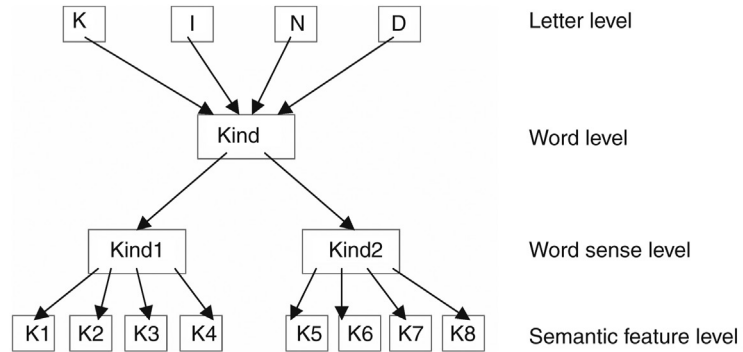 K I N D Letter level
Kind Word level
Kind1 Kind2 Word sense level
K1 K2 K3 K4 K5 K6 K7 K8 Semantic feature level